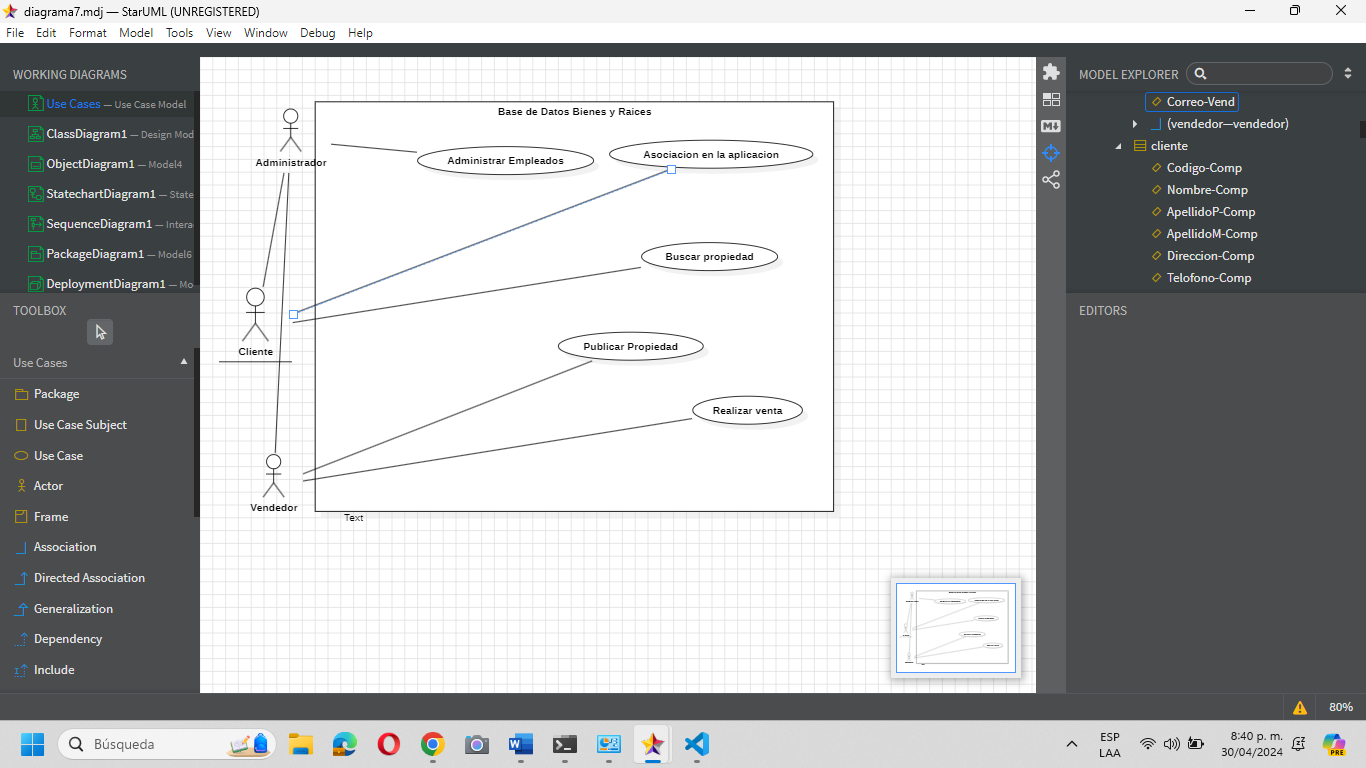 diagrama7.mdj — StarUML (UNREGISTERED)
File Edit Format Model Tools View Window Debug Help
WORKING DIAGRAMS
Use Cases — Use Case Model
ClassDiagram1 — Design Mod
ObjectDiagram1 — Model4
StatechartDiagram1 — State
SequenceDiagram1 — Intera
PackageDiagram1 — Model6
DeploymentDiagram1 — Mo
TOOLBOX
Use Cases
Package
Use Case Subject
Use Case
Actor
Frame
Association
Directed Association
Generalization
Dependency
Include
Base de Datos Bienes y Raices
Administrador
Administrar Empleados
Asociacion en la aplicacion
Buscar propiedad
Cliente
Publicar Propiedad
Realizar venta
Vendedor
Text
MODEL EXPLORER
Correo-Vend
(vendedor—vendedor)
cliente
Codigo-Comp
Nombre-Comp
ApellidoP-Comp
ApellidoM-Comp
Direccion-Comp
Telofono-Comp
EDITORS
80%
Búsqueda
ESP
LAA
8:40 p. m.
30/04/2024
PRE